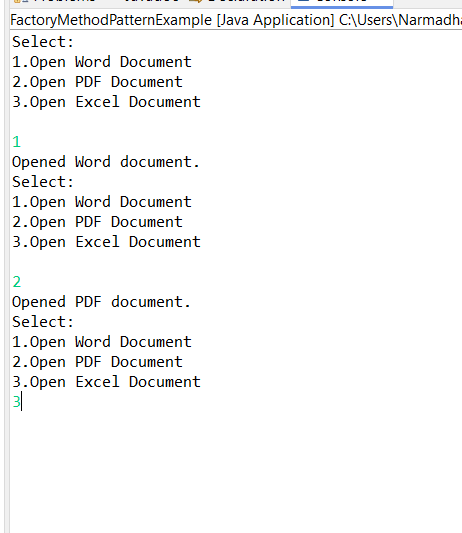 FactoryMethodPatternExample [Java Application] C:\Users\Narmadha
Select:
1.Open Word Document
2.Open PDF Document
3.Open Excel Document
1
Opened Word document.
Select:
1.Open Word Document
2.Open PDF Document
3.Open Excel Document
2
Opened PDF document.
Select:
1.Open Word Document
2.Open PDF Document
3.Open Excel Document
3